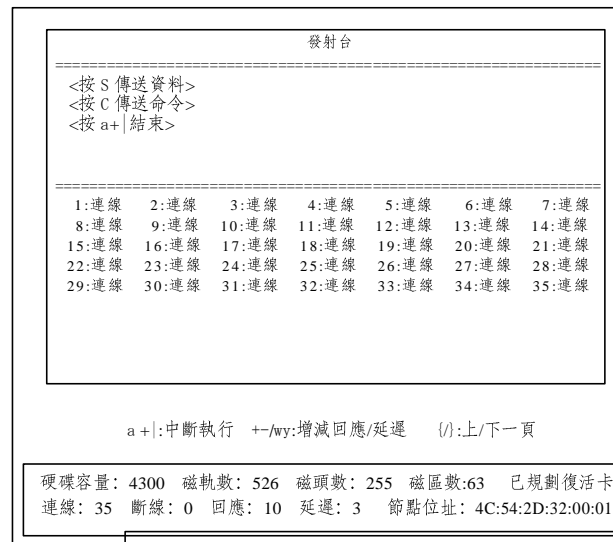 發射台
============================================================
<按 S 傳送資料>
<按 C 傳送命令>
<按 a+|結束>
============================================================
1:連線 2:連線 3:連線 4:連線 5:連線 6:連線 7:連線
8:連線 9:連線 10:連線 11:連線 12:連線 13:連線 14:連線
15:連線 16:連線 17:連線 18:連線 19:連線 20:連線 21:連線
22:連線 23:連線 24:連線 25:連線 26:連線 27:連線 28:連線
29:連線 30:連線 31:連線 32:連線 33:連線 34:連線 35:連線
a+|:中斷執行 +-/wy:增減回應/延遲 {/}:上/下一頁
硬碟容量: 4300 磁軌數: 526 磁頭數: 255 磁區數:63 已規劃復活卡
連線: 35 斷線: 0 回應: 10 延遲: 3 節點位址: 4C:54:2D:32:00:01